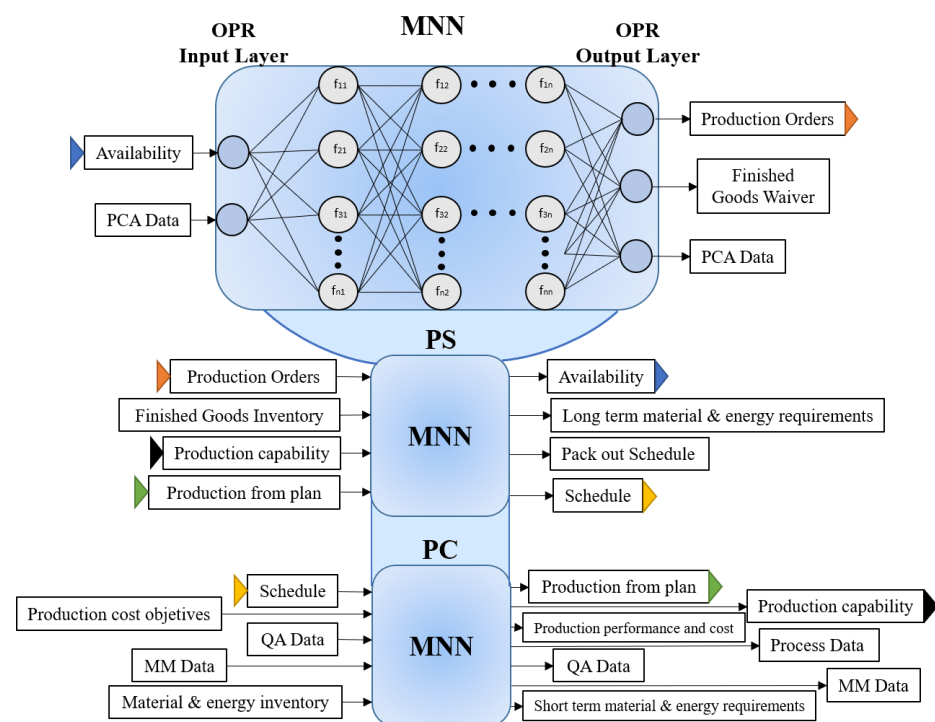 OPR
Input Layer
MNN
OPR
Output Layer
f11
f12
f1n
f21
f22
f2n
f31
f32
f3n
fn1
fn2
fnn
Availability
PCA Data
Production Orders
Finished
Goods Waiver
PCA Data
PS
Production Orders
Finished Goods Inventory
Production capability
Production from plan
MNN
Availability
Long term material & energy requirements
Pack out Schedule
Schedule
PC
Schedule
Production cost objetives
QA Data
MM Data
Material & energy inventory
MNN
Production from plan
Production capability
Production performance and cost
Process Data
QA Data
MM Data
Short term material & energy requirements